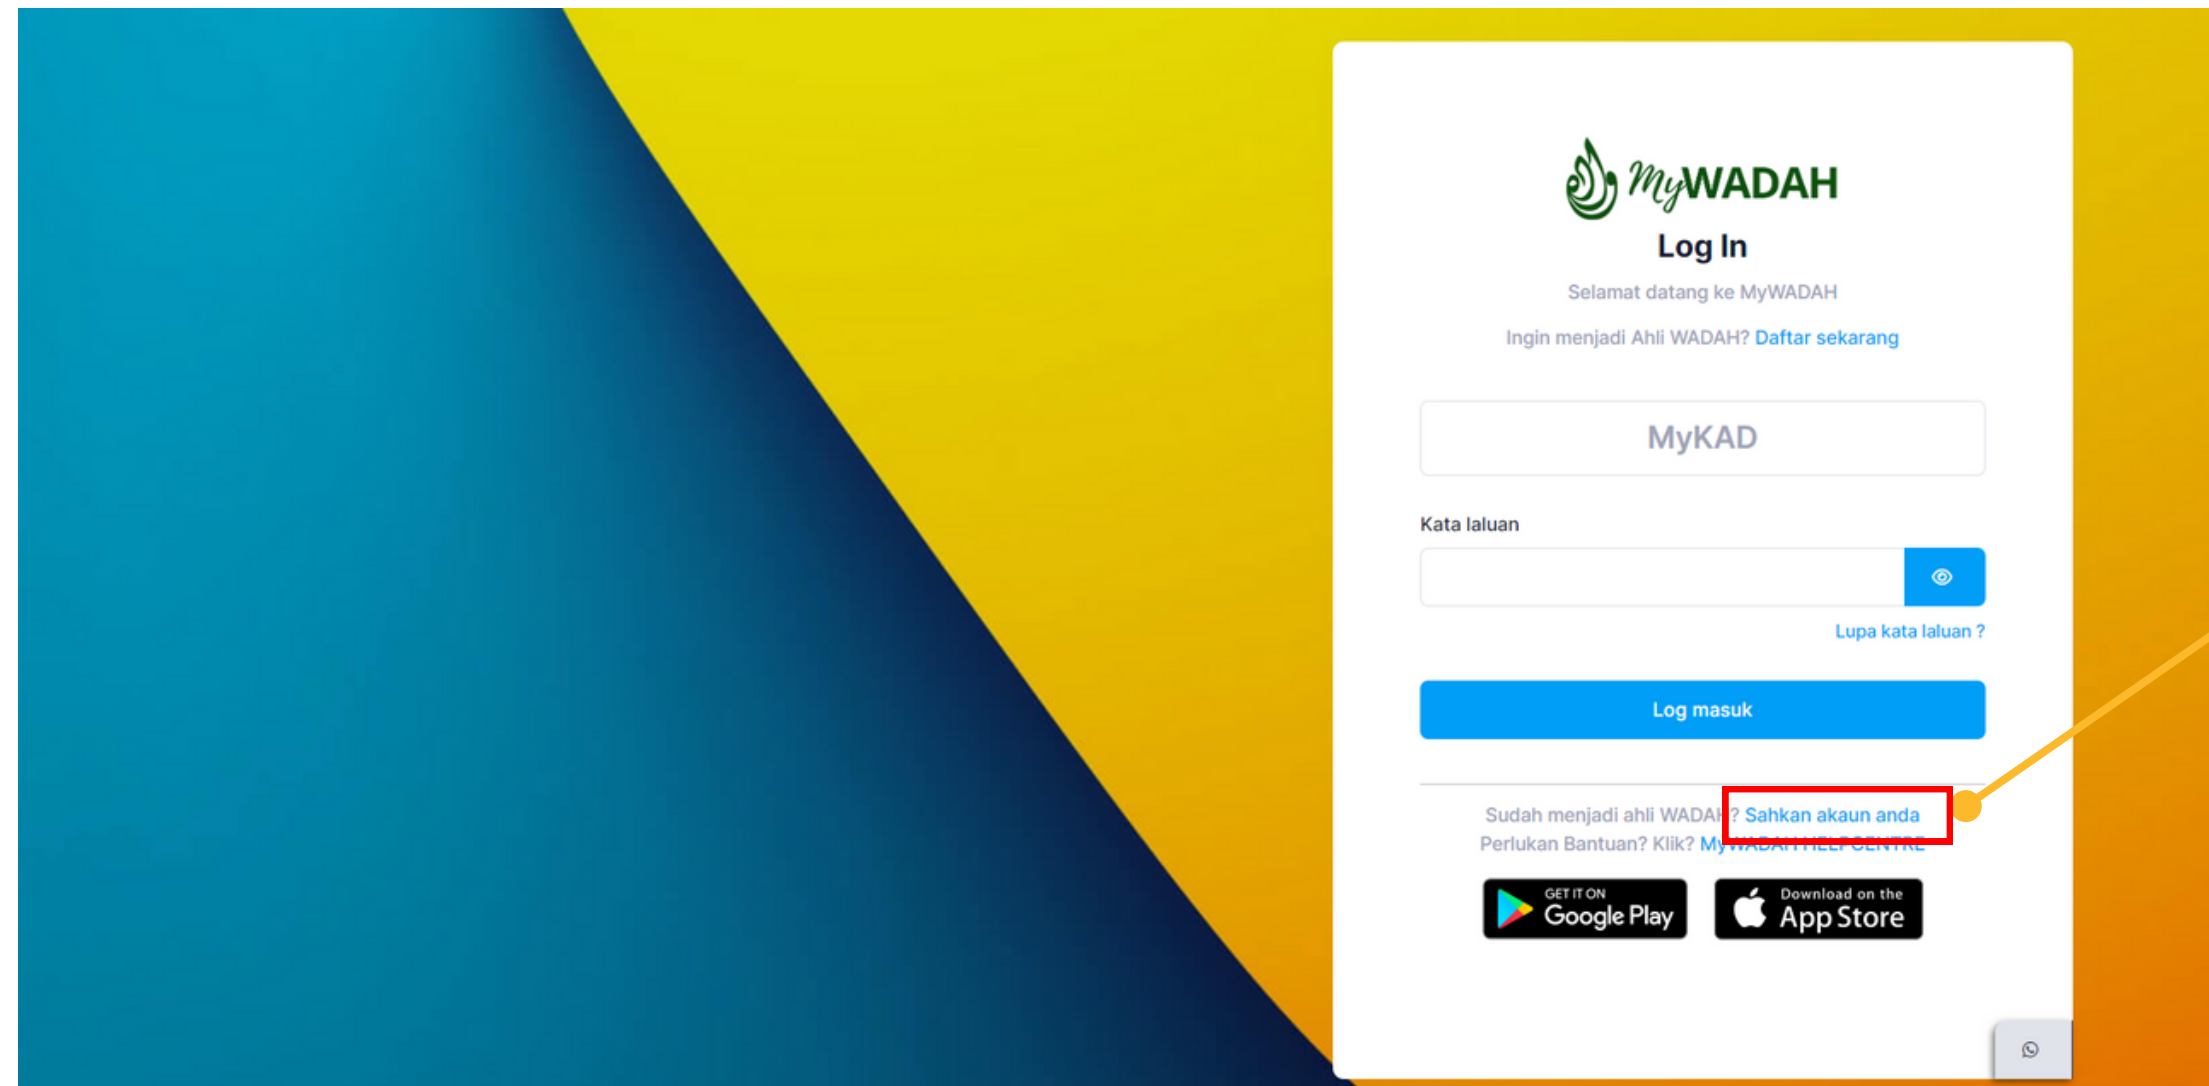 MyWADAH
Log In
Selamat datang ke MyWADAH
Ingin menjadi Ahli WADAH? Daftar sekarang
MyKAD
Kata laluan
Lupa kata laluan ?
Log masuk
Sudah menjadi ahli WADAH? Sahkan akaun anda
Perlukan Bantuan? Klik? MyWADAH HELPCENTRE
GET IT ON
Google Play
Download on the
App Store